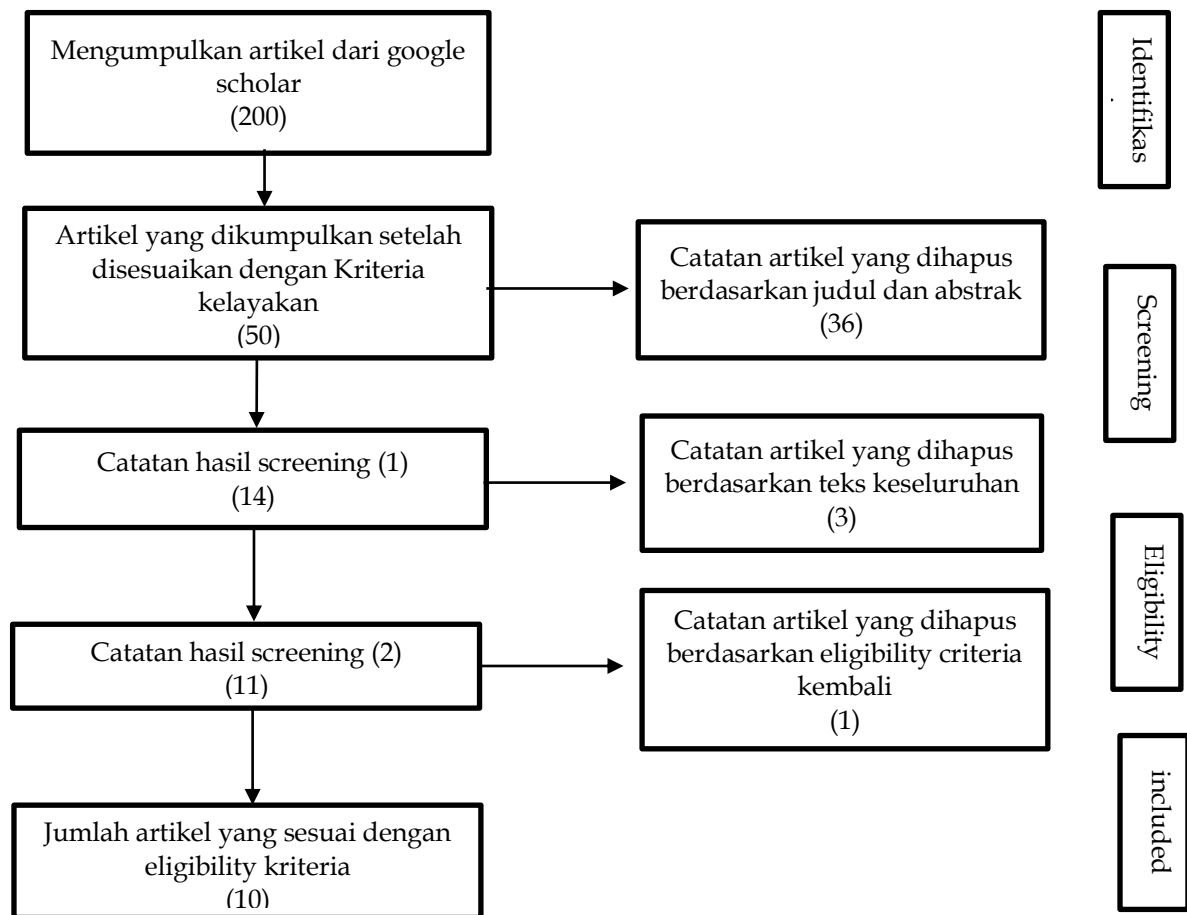 Mengumpulkan artikel dari google
scholar
(200)
Identifikas
.
Artikel yang dikumpulkan setelah
disesuaikan dengan Kriteria
kelayakan
(50)
Catatan artikel yang dihapus
berdasarkan judul dan abstrak
(36)
Screening
Catatan hasil screening (1)
(14)
Catatan artikel yang dihapus
berdasarkan teks keseluruhan
(3)
Eligibility
Catatan hasil screening (2)
(11)
Catatan artikel yang dihapus
berdasarkan eligibility criteria
kembali
(1)
included
Jumlah artikel yang sesuai dengan
eligibility kriteria
(10)